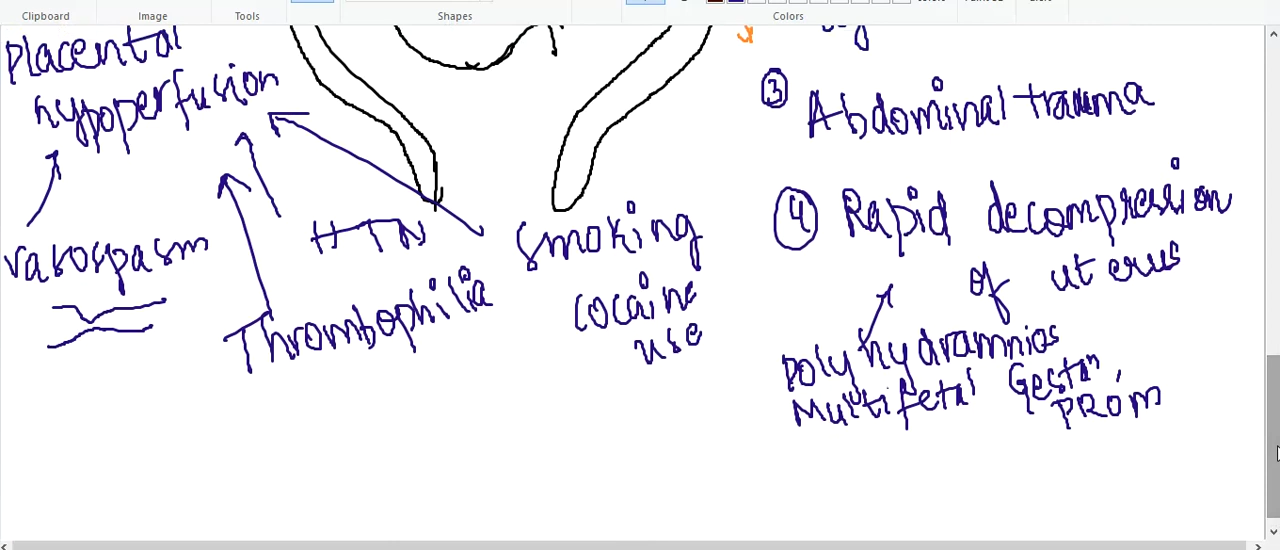 Clipboard
Image
Tools
Shapes
Colors
Placental
hypoperfusion
vasospasm
HTN
Thrombophilia
smoking
cocaine
use
3 Abdominal trauma
4 Rapid decompression
of uterus
Polyhydramnios
Multifetal Gestan,
PROM